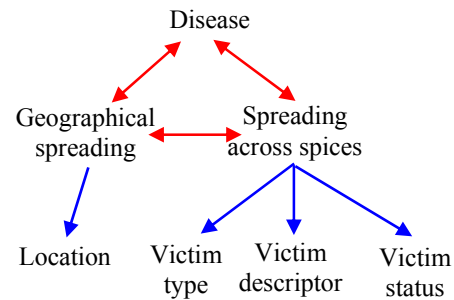 Disease
Geographical
spreading
Spreading
across spices
Location
Victim
type
Victim
descriptor
Victim
status